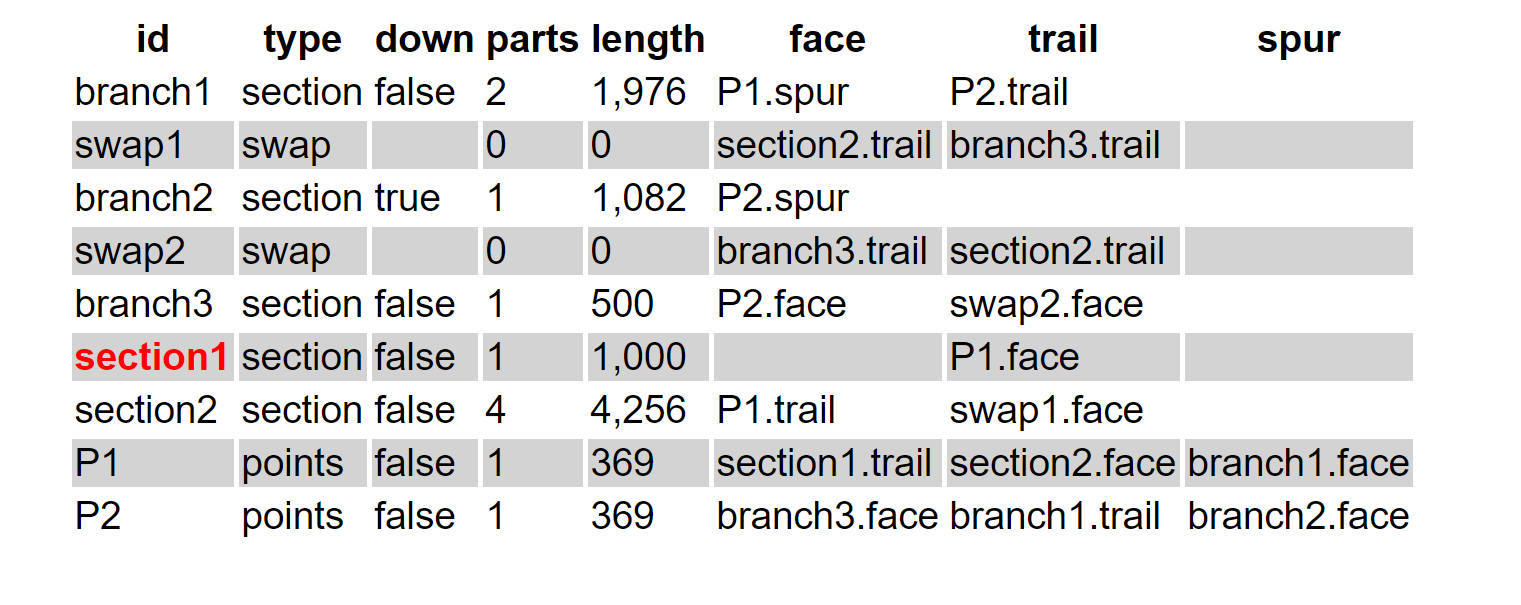 id type down parts length face trail spur
branch1 section false 2 1,976 P1.spur P2.trail
swap1 swap 0 0 section2.trail branch3.trail
branch2 section true 1 1,082 P2.spur
swap2 swap 0 0 branch3.trail section2.trail
branch3 section false 1 500 P2.face swap2.face
section1 section false 1 1,000 P1.face
section2 section false 4 4,256 P1.trail swap1.face
P1 points false 1 369 section1.trail section2.face branch1.face
P2 points false 1 369 branch3.face branch1.trail branch2.face